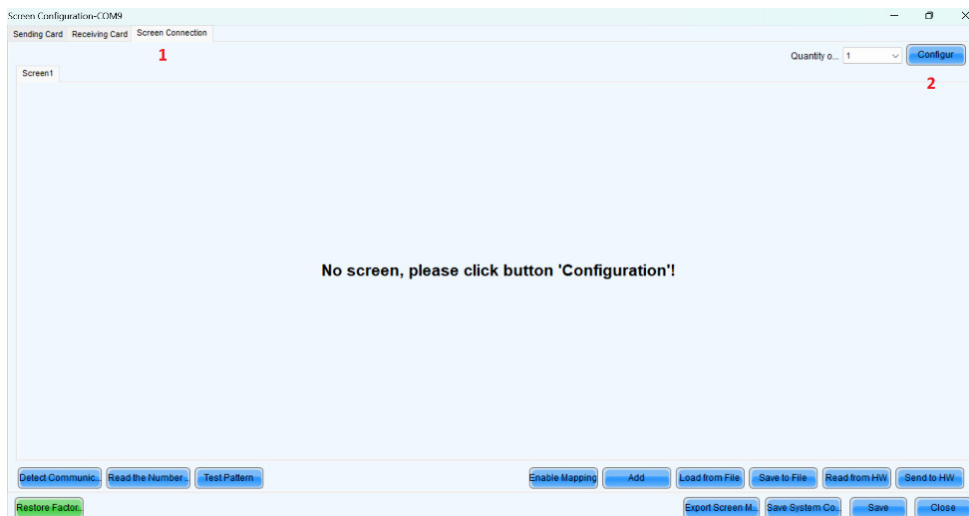 Screen Configuration-COM9
Sending Card Receiving Card Screen Connection
1
Quantity o... 1 Configur
2
Screen1
No screen, please click button 'Configuration'!
Detect Communic.. Read the Number .. Test Pattern Enable Mapping Add Load from File Save to File Read from HW Send to HW
Restore Factor.. Export Screen M.. Save System Co.. Save Close